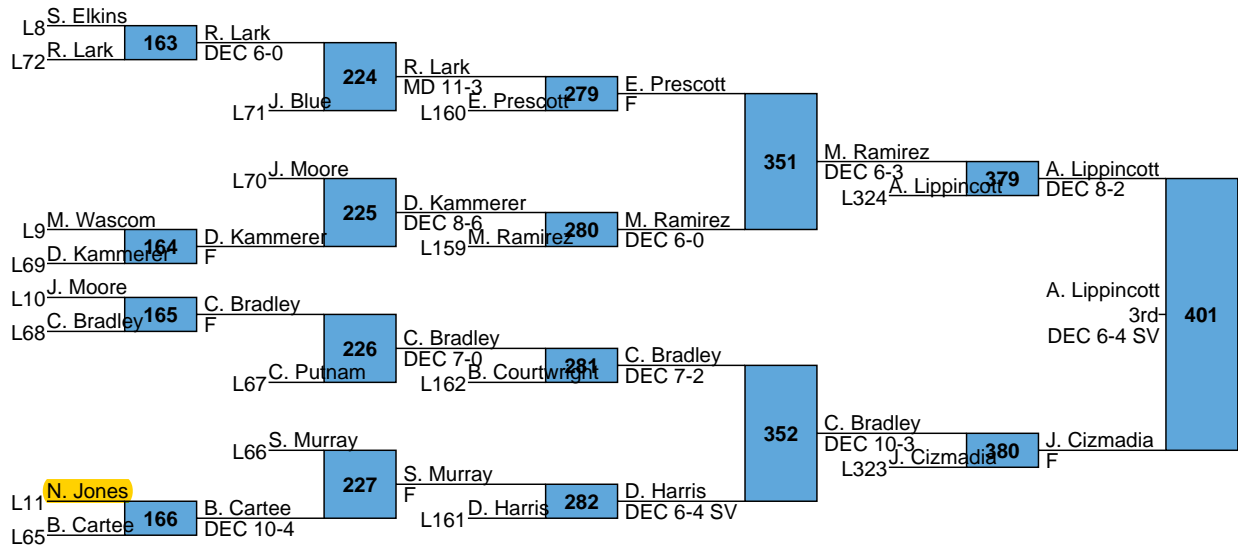 S. Elkins
L8
163
R. Lark
L72
R. Lark
DEC 6-0
224
J. Blue
L71
R. Lark
MD 11-3
279
E. Prescott
L160
E. Prescott
F
351
J. Moore
L70
225
M. Wascom
L9
164
D. Kammerer
L69
D. Kammerer
F
D. Kammerer
DEC 8-6
280
M. Ramirez
L159
M. Ramirez
DEC 6-0
M. Ramirez
DEC 6-3
379
A. Lippincott
L324
A. Lippincott
DEC 8-2
J. Moore
L10
165
C. Bradley
L68
C. Bradley
F
226
C. Putnam
L67
C. Bradley
DEC 7-0
281
B. Courtwright
L162
C. Bradley
DEC 7-2
352
S. Murray
L66
227
N. Jones
L11
166
B. Cartee
L65
B. Cartee
DEC 10-4
S. Murray
F
282
D. Harris
L161
D. Harris
DEC 6-4 SV
C. Bradley
DEC 10-3
380
J. Cizmadia
L323
J. Cizmadia
F
A. Lippincott
3rd
DEC 6-4 SV
401